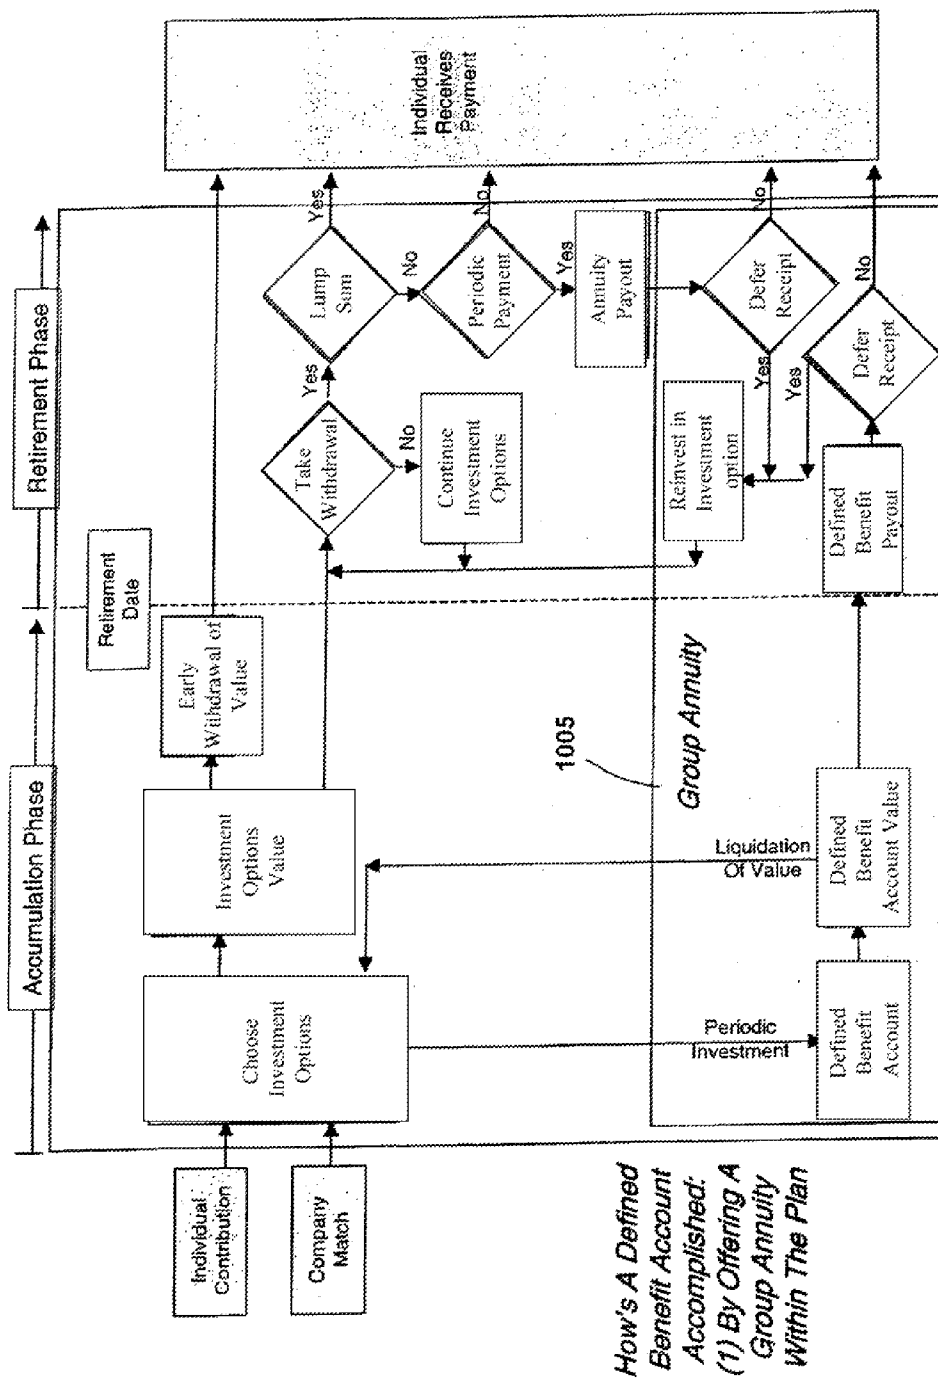 Accumulation Phase
Retirement Phase
Retirement
Date
Individual
Contribution
Company
Match
Choose
Investment
Options
Investment
Options
Value
Early
Withdrawal of
Value
Take
Withdrawal
Yes
No
Lump
Sum
Yes
No
Continue
Investment
Options
Periodic
Payment
No
Yes
Annuity
Payout
Individual
Receives
Payment
Periodic
Investment
Liquidation
Of Value
1005
Group Annuity
Reinvest in
Investment
option
Defer
Receipt
Yes
No
Defined
Benefit
Account
Defined
Benefit
Account Value
Defined
Benefit
Payout
Defer
Receipt
Yes
No
How's A Defined
Benefit Account
Accomplished:
(1) By Offering A
Group Annuity
Within The Plan